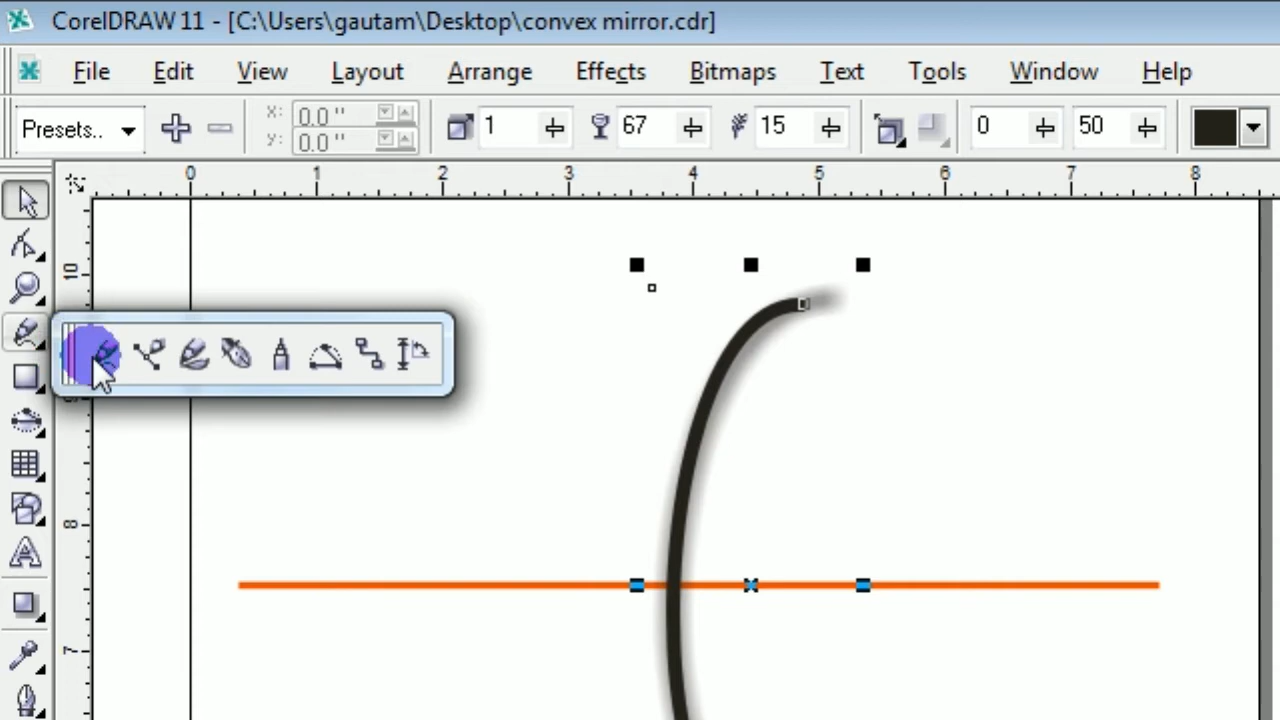 CorelDRAW 11 - [C:\Users\gautam\Desktop\convex mirror.cdr]
File Edit View Layout Arrange Effects Bitmaps Text Tools Window Help
Presets.. x: 0.0 " 1 67 15 0 50
y: 0.0 "
0 1 2 3 4 5 6 7 8
10
8
7